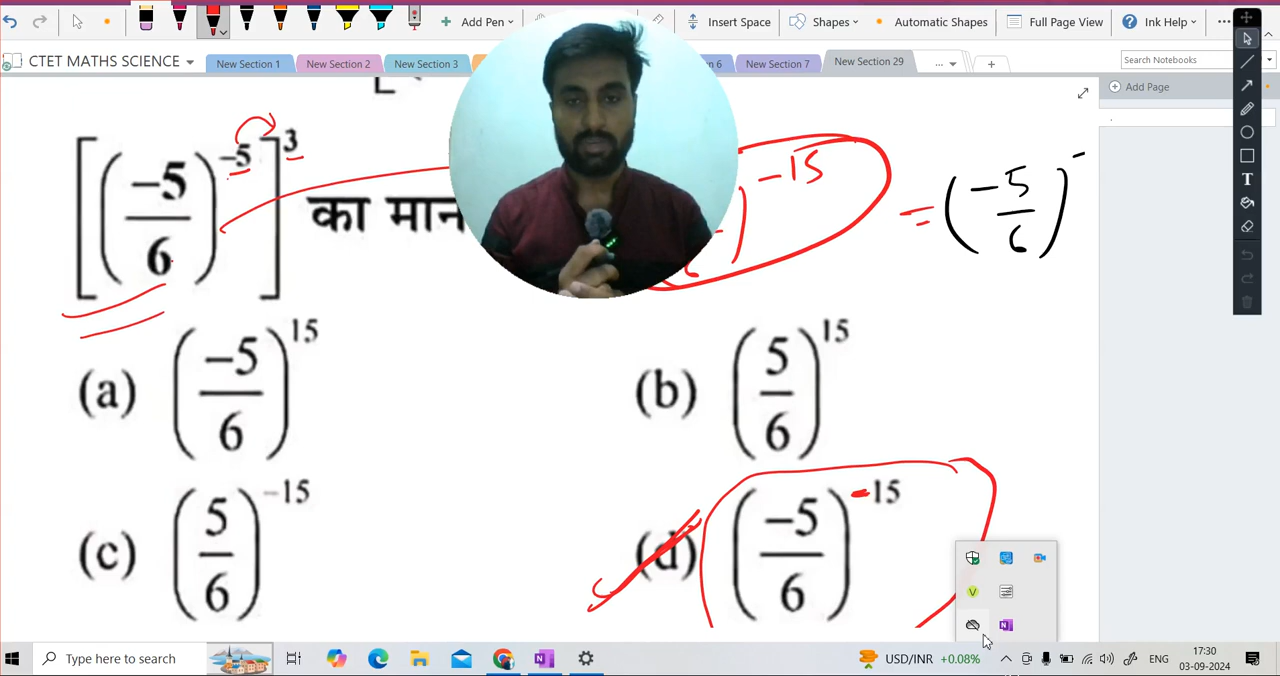 Add Pen
Insert Space
Shapes
Automatic Shapes
Full Page View
Ink Help
CTET MATHS SCIENCE
New Section 1
New Section 2
New Section 3
6
New Section 7
New Section 29
...
+
Search Notebooks
Add Page
[(-5/6)^-5]^3 का मान
-15
6
= (-5/6)^-
(a) (-5/6)^15
(b) (5/6)^15
(c) (5/6)^-15
(d) (-5/6)^-15
T
V
N
Type here to search
USD/INR +0.08%
ENG
17:30
03-09-2024